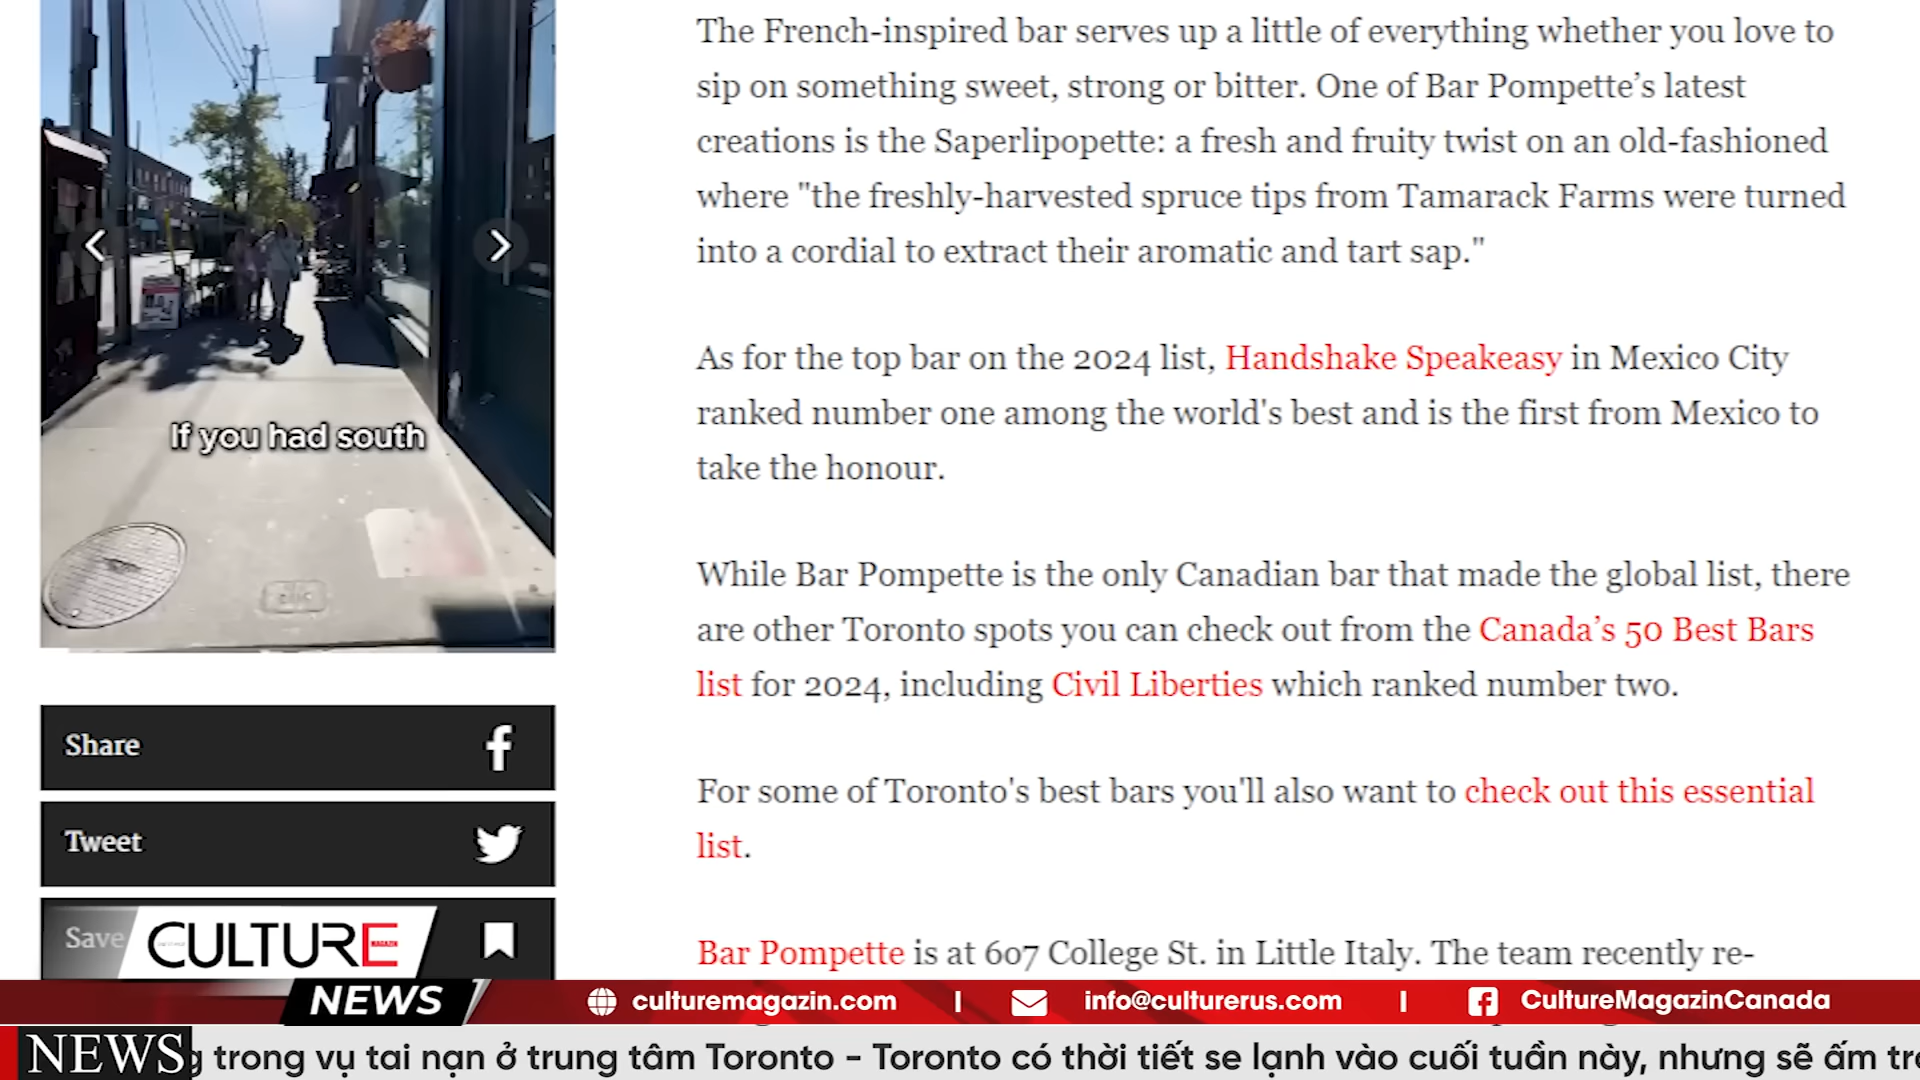 The French-inspired bar serves up a little of everything whether you love to
sip on something sweet, strong or bitter. One of Bar Pompette’s latest
creations is the Saperlipopette: a fresh and fruity twist on an old-fashioned
where "the freshly-harvested spruce tips from Tamarack Farms were turned
into a cordial to extract their aromatic and tart sap."
As for the top bar on the 2024 list, Handshake Speakeasy in Mexico City
ranked number one among the world's best and is the first from Mexico to
take the honour.
While Bar Pompette is the only Canadian bar that made the global list, there
are other Toronto spots you can check out from the Canada’s 50 Best Bars
list for 2024, including Civil Liberties which ranked number two.
For some of Toronto's best bars you'll also want to check out this essential
list.
Bar Pompette is at 607 College St. in Little Italy. The team recently re-
If you had south
Share
Tweet
Save
CULTURE
MAGAZIN
NEWS
culturemagazin.com | info@culturerus.com | CultureMagazinCanada
NEWS
trong vụ tai nạn ở trung tâm Toronto - Toronto có thời tiết se lạnh vào cuối tuần này, nhưng sẽ ấm